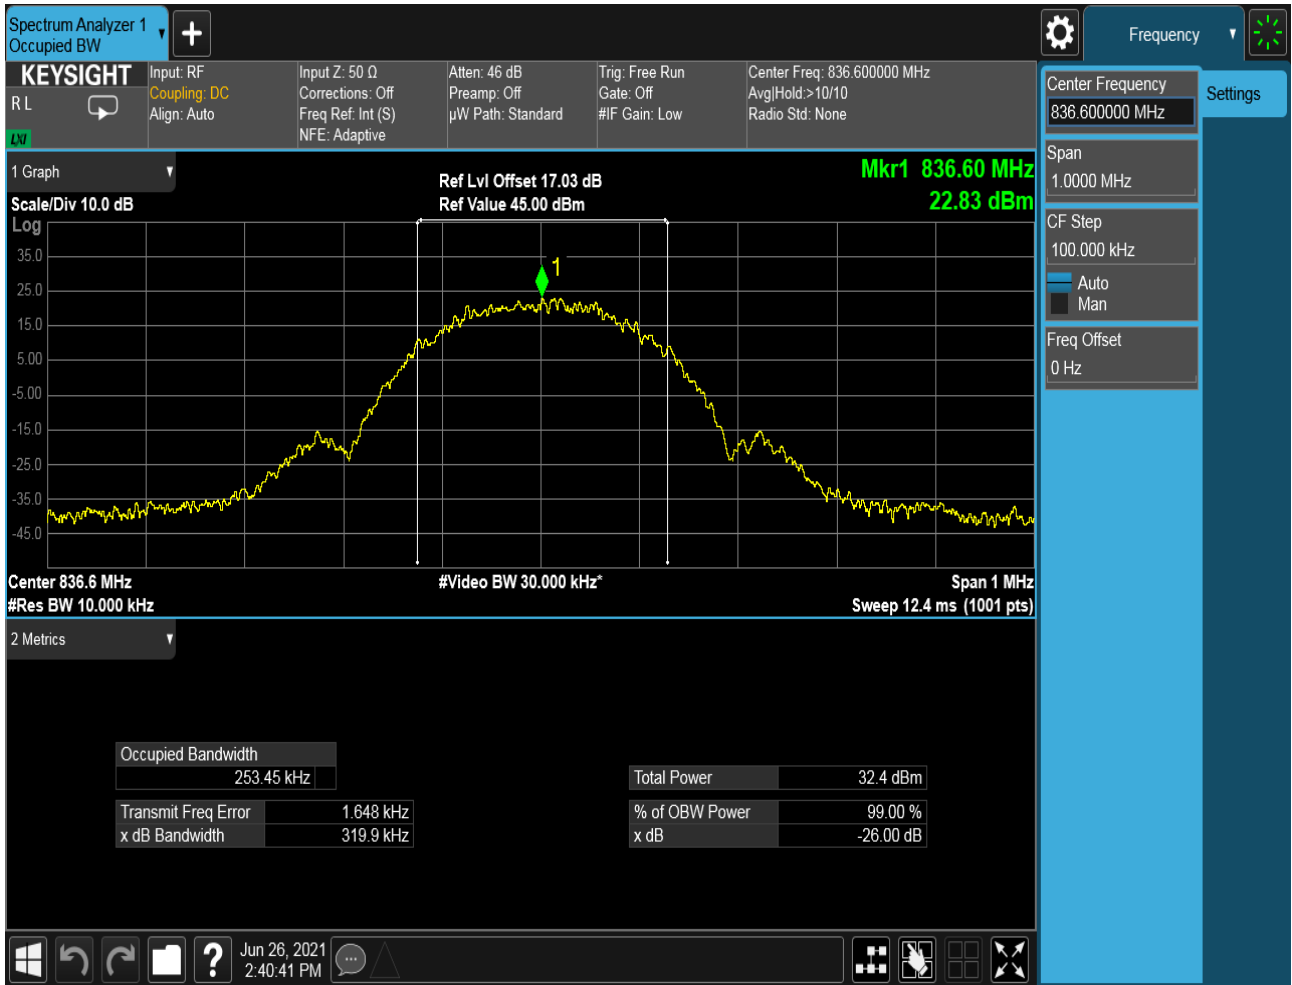 Spectrum Analyzer 1
Occupied BW
Frequency
KEYSIGHT
R L
LXI
Input: RF
Coupling: DC
Align: Auto
Input Z: 50 Ω
Corrections: Off
Freq Ref: Int (S)
NFE: Adaptive
Atten: 46 dB
Preamp: Off
µW Path: Standard
Trig: Free Run
Gate: Off
#IF Gain: Low
Center Freq: 836.600000 MHz
Avg|Hold:>10/10
Radio Std: None
Center Frequency
836.600000 MHz
Settings
Span
1.0000 MHz
CF Step
100.000 kHz
Auto
Man
Freq Offset
0 Hz
1 Graph
Scale/Div 10.0 dB
Log
Ref Lvl Offset 17.03 dB
Ref Value 45.00 dBm
Mkr1 836.60 MHz
22.83 dBm
1
35.0
25.0
15.0
5.00
-5.00
-15.0
-25.0
-35.0
-45.0
Center 836.6 MHz
#Video BW 30.000 kHz*
Span 1 MHz
#Res BW 10.000 kHz
Sweep 12.4 ms (1001 pts)
2 Metrics
Occupied Bandwidth
253.45 kHz
Transmit Freq Error 1.648 kHz
x dB Bandwidth 319.9 kHz
Total Power 32.4 dBm
% of OBW Power 99.00 %
x dB -26.00 dB
?
Jun 26, 2021
2:40:41 PM